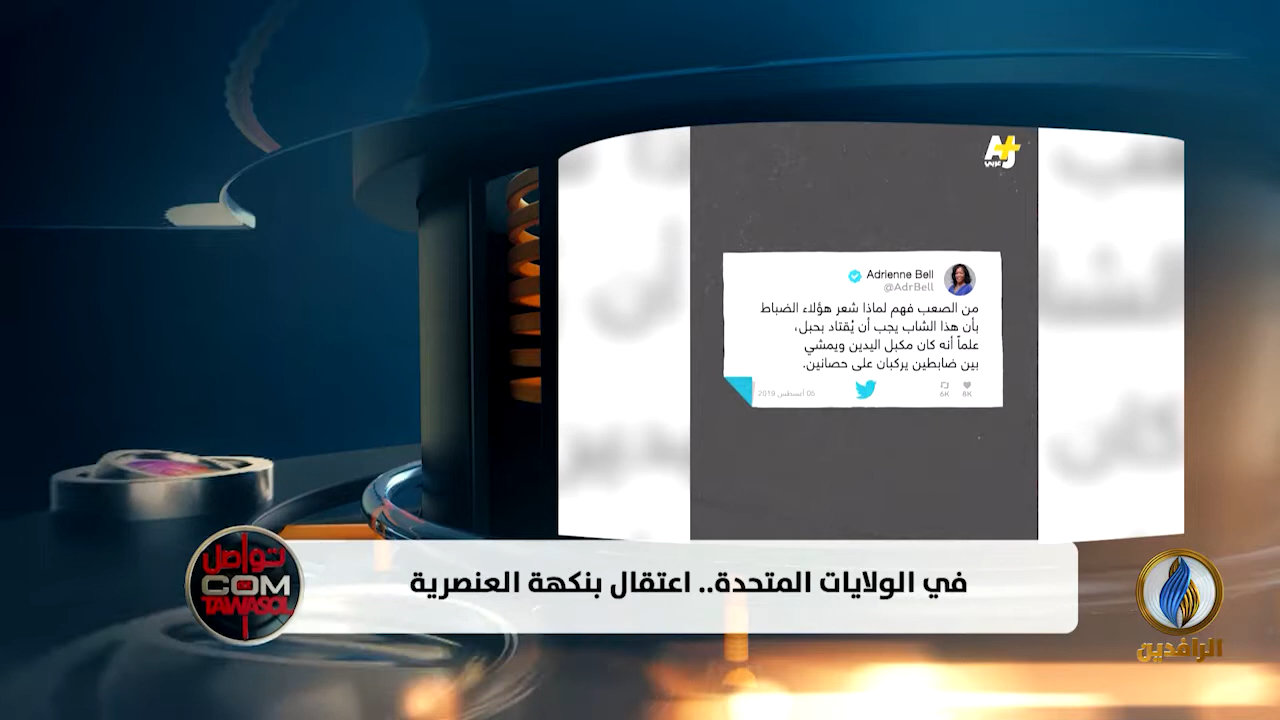 عربي
Adrienne Bell
@AdrBell
من الصعب فهم لماذا شعر هؤلاء الضباط
بأن هذا الشاب يجب أن يُقتاد بحبل،
علماً أنه كان مكبل اليدين ويمشي
بين ضابطين يركبان على حصانين.
05 أغسطس 2019
6K
8K
في الولايات المتحدة.. اعتقال بنكهة العنصرية
تواصل
COM
TAWASOL
الرافدين